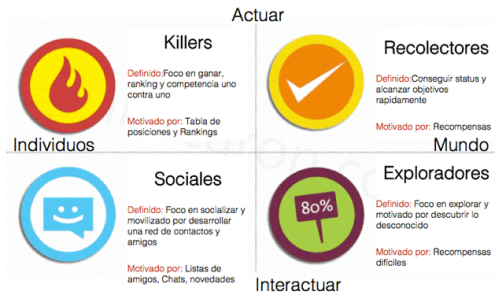 Actuar
Killers
Definido:Foco en ganar,
ranking y competencia uno
contra uno
Motivado por: Tabla de
posiciones y Rankings
Recolectores
Definido:Conseguir status y
alcanzar objetivos
rapidamente
Motivado por: Recompensas
Individuos
Mundo
Sociales
Definido: Foco en socializar y
movilizado por desarrollar
una red de contactos y
amigos
Motivado por: Listas de
amigos, Chats, novedades
80%
Exploradores
Definido: Foco en explorar y
motivado por descubrir lo
desconocido
Motivado por: Recompensas
difíciles
Interactuar